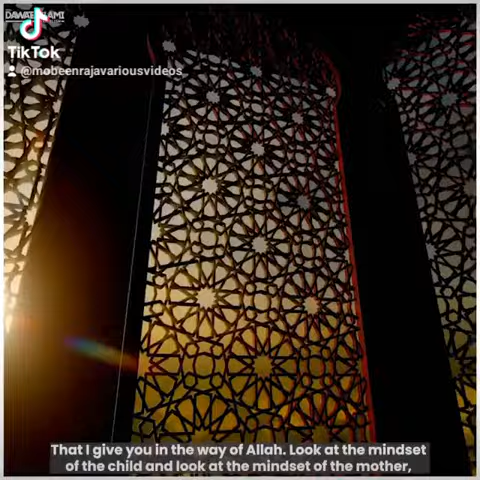 DAWAEISLAMI
TikTok
@mobeenrajavariousvideos
That I give you in the way of Allah. Look at the mindset
of the child and look at the mindset of the mother,